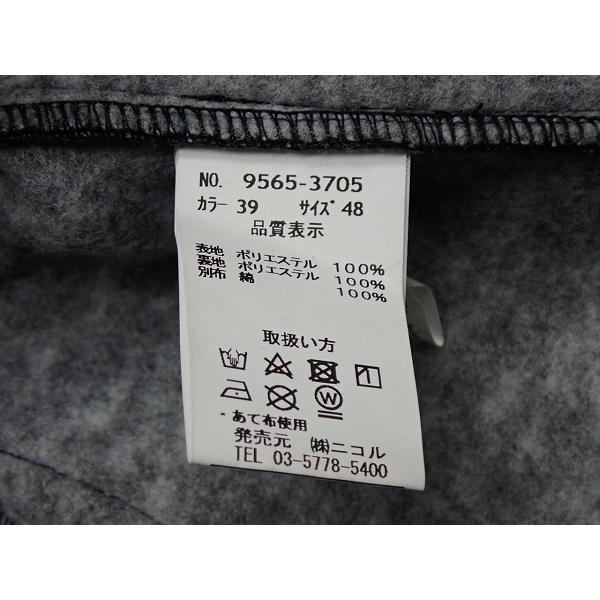 NO. 9565-3705
カラー 39 サイズ 48
品質表示
表地 ポリエステル 100%
裏地 ポリエステル 100%
別布 綿 100%
取扱い方
W
- あて布使用
発売元 ㈱ニコル
TEL 03-5778-5400